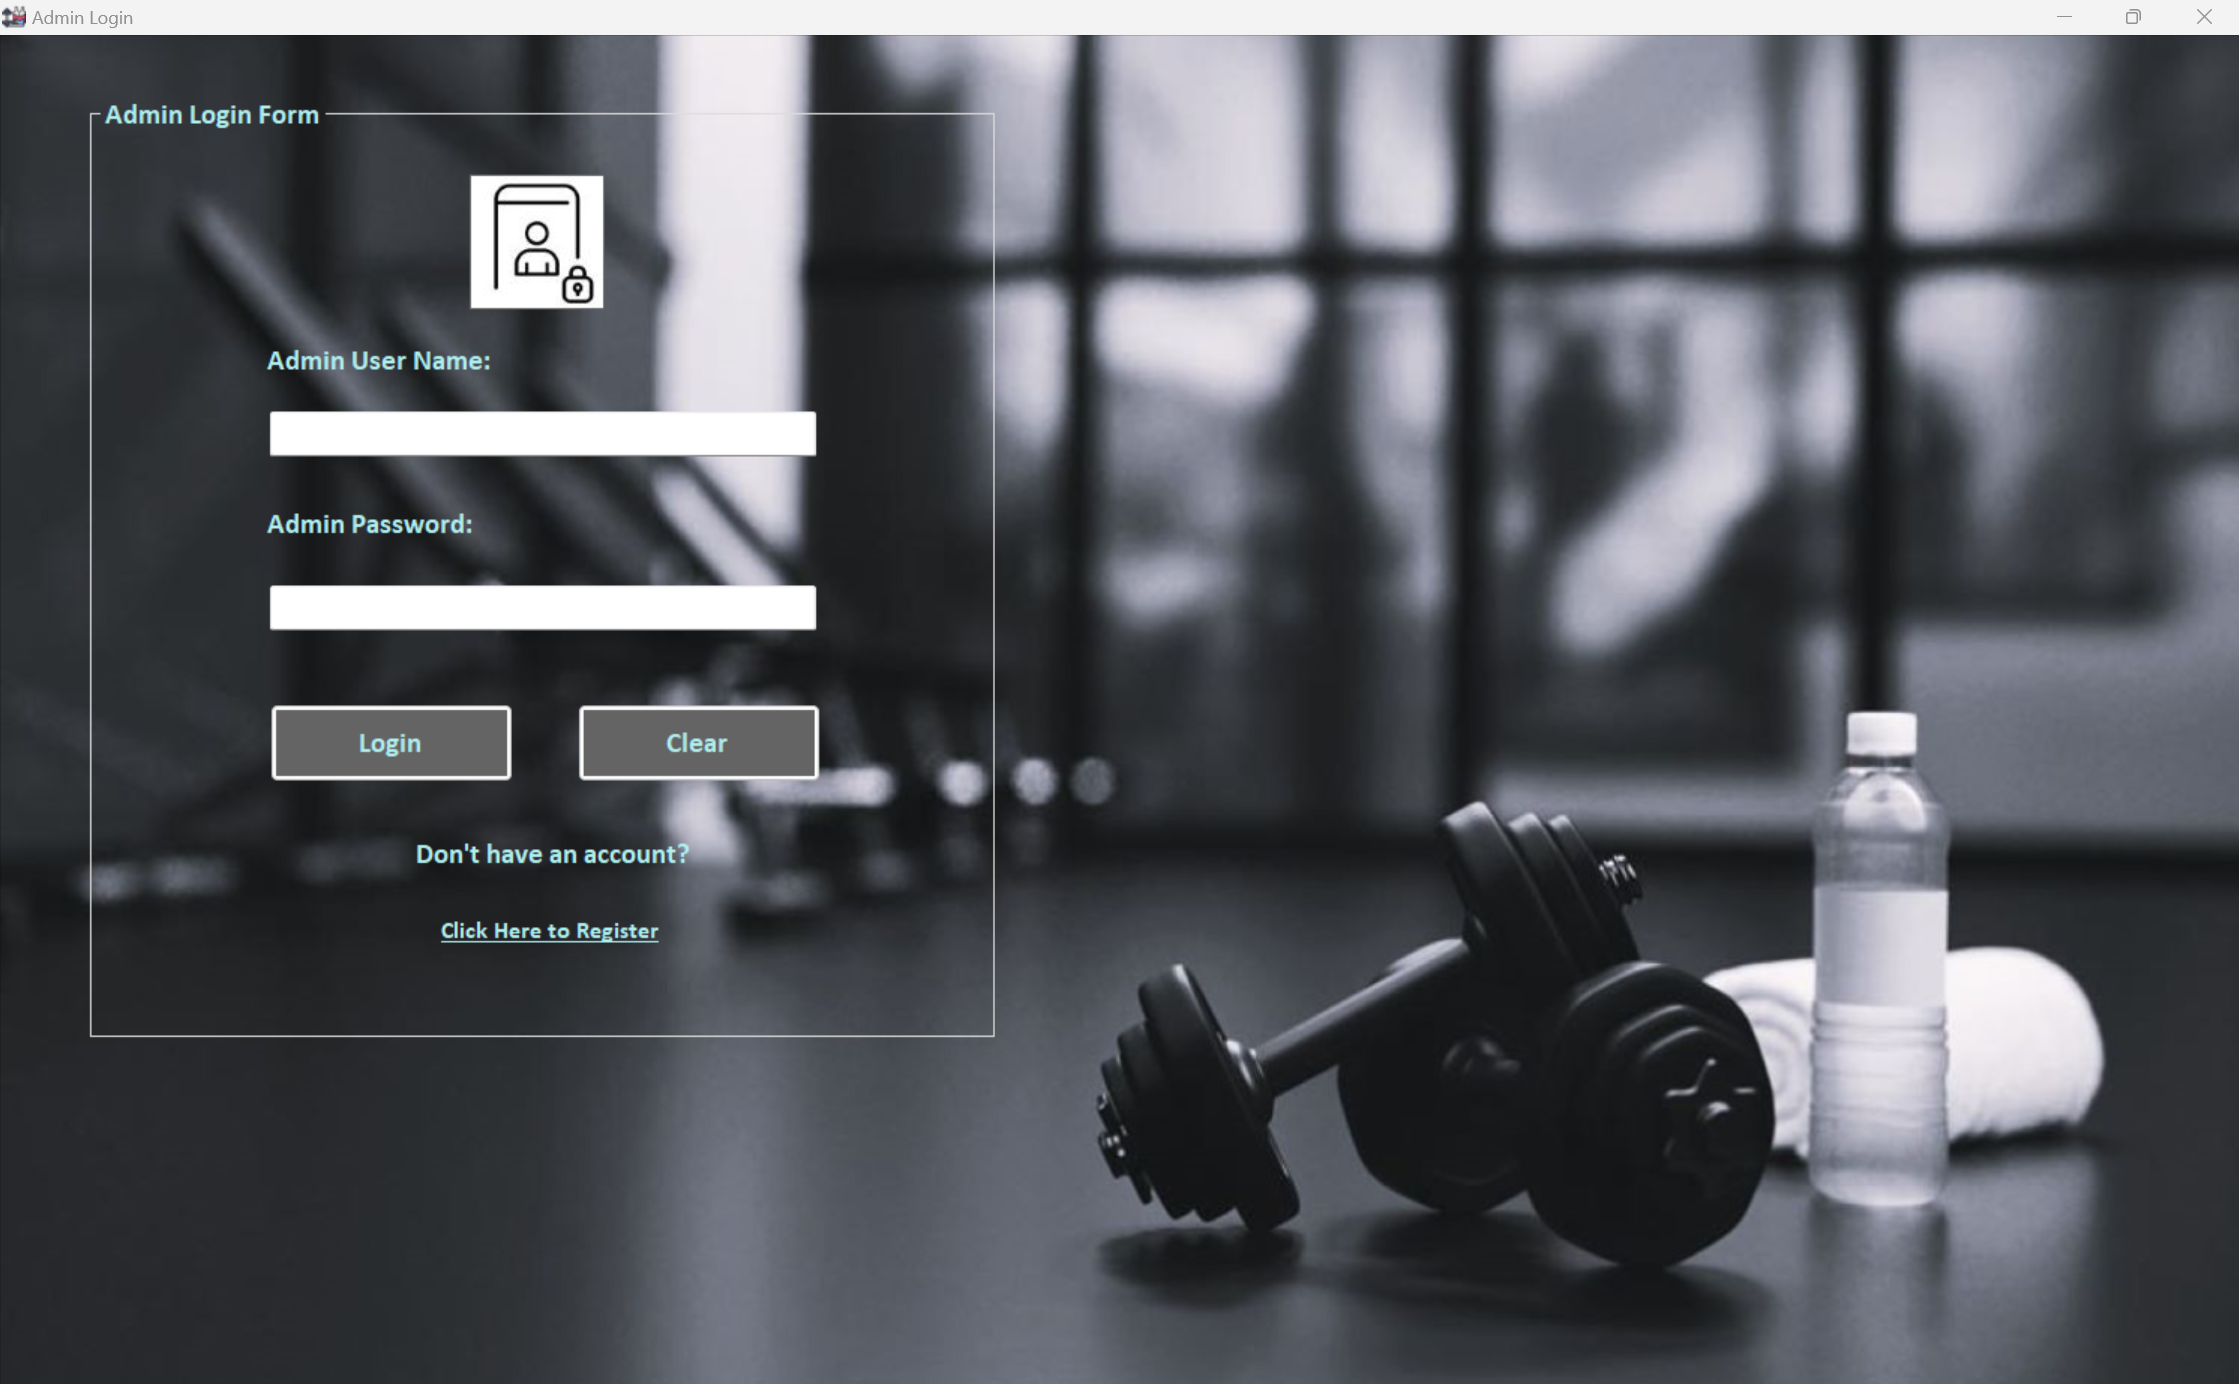 Admin Login
Admin Login Form
Admin User Name:
Admin Password:
Login
Clear
Don't have an account?
Click Here to Register